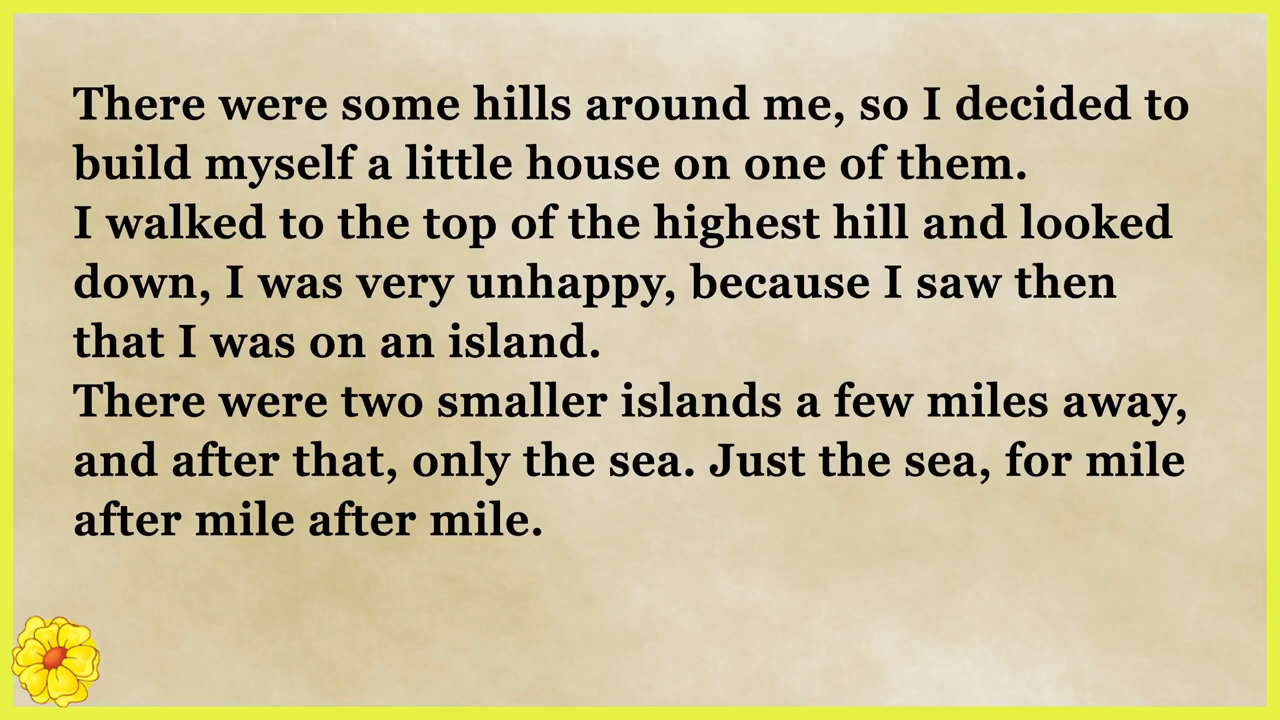 There were some hills around me, so I decided to
build myself a little house on one of them.
I walked to the top of the highest hill and looked
down, I was very unhappy, because I saw then
that I was on an island.
There were two smaller islands a few miles away,
and after that, only the sea. Just the sea, for mile
after mile after mile.